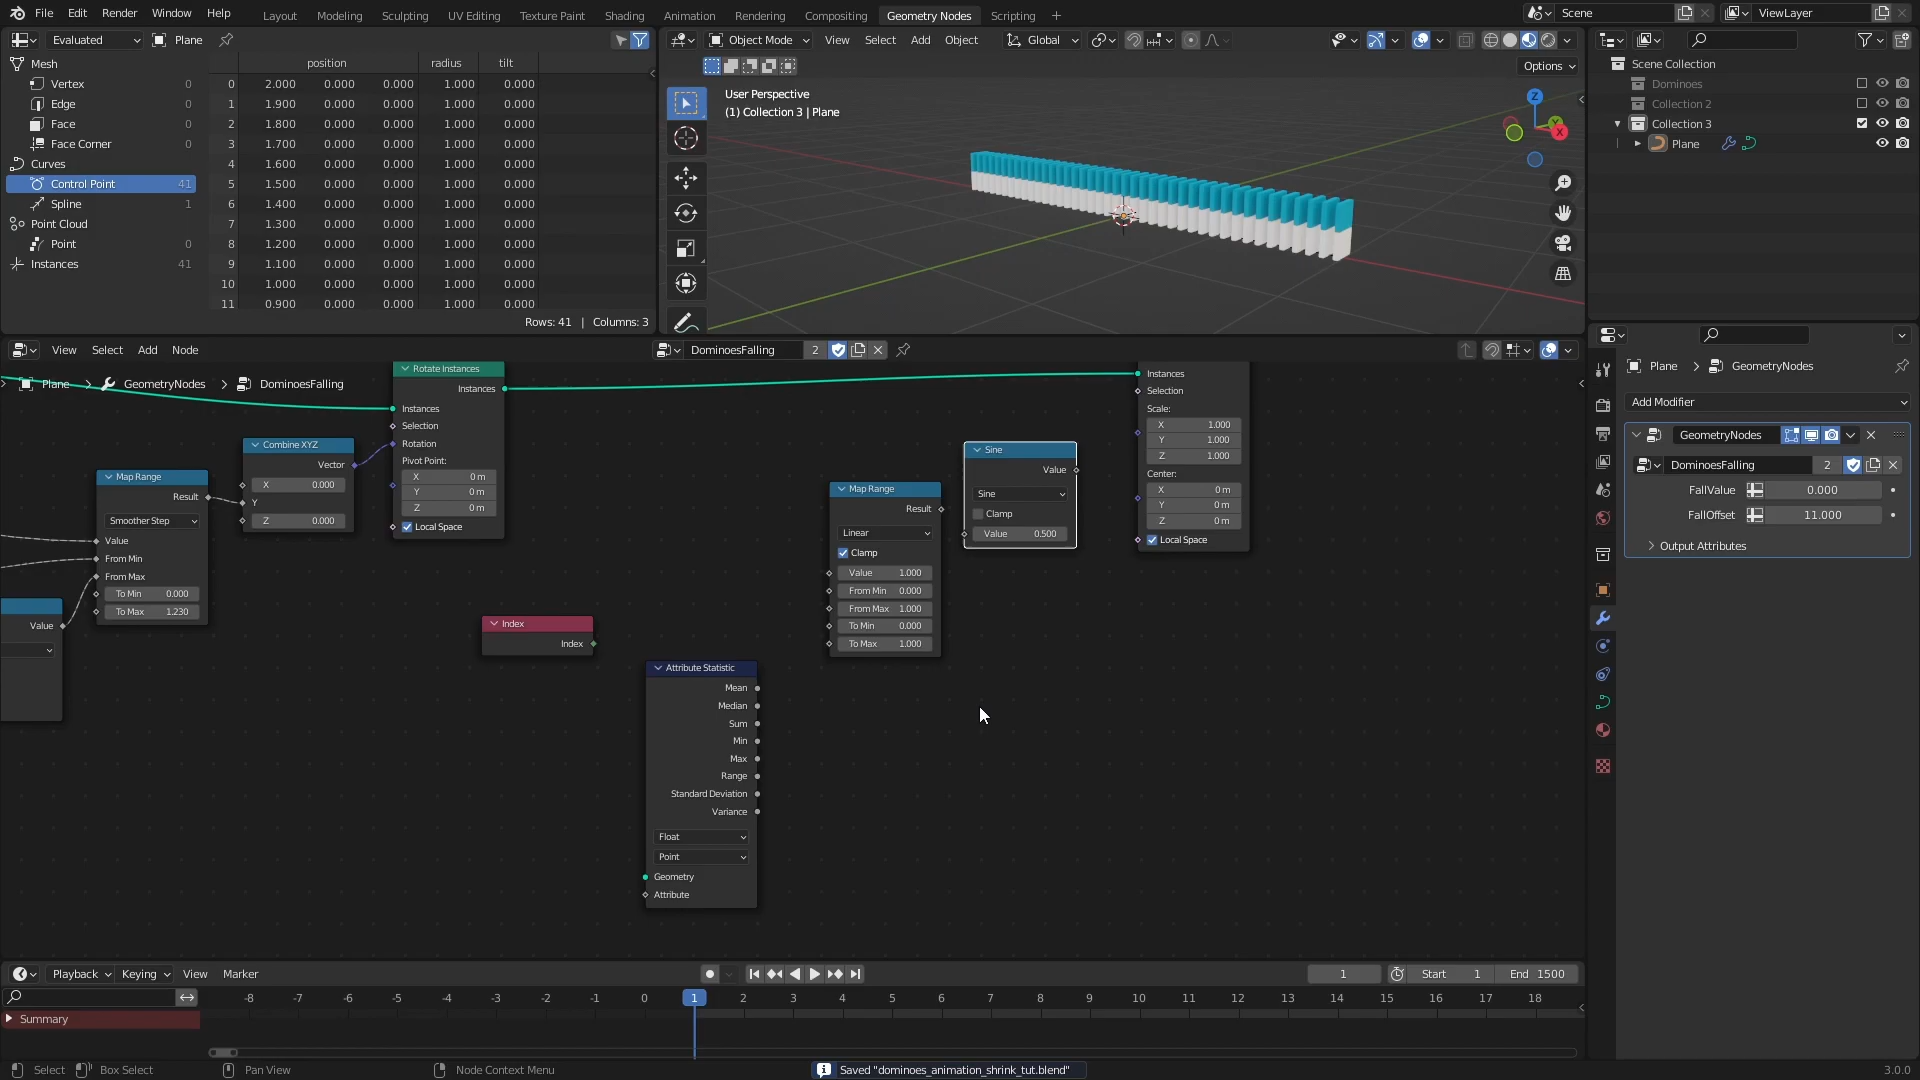 File Edit Render Window Help
Layout Modeling Sculpting UV Editing Texture Paint Shading Animation Rendering Compositing Geometry Nodes Scripting +
Scene
ViewLayer
Evaluated Plane
Mesh
Vertex 0
Edge 0
Face 0
Face Corner 0
Curves
Control Point 41
Spline 1
Point Cloud
Point 0
Instances 41
position radius tilt
0 2.000 0.000 0.000 1.000 0.000
1 1.900 0.000 0.000 1.000 0.000
2 1.800 0.000 0.000 1.000 0.000
3 1.700 0.000 0.000 1.000 0.000
4 1.600 0.000 0.000 1.000 0.000
5 1.500 0.000 0.000 1.000 0.000
6 1.400 0.000 0.000 1.000 0.000
7 1.300 0.000 0.000 1.000 0.000
8 1.200 0.000 0.000 1.000 0.000
9 1.100 0.000 0.000 1.000 0.000
10 1.000 0.000 0.000 1.000 0.000
11 0.900 0.000 0.000 1.000 0.000
Rows: 41 | Columns: 3
Object Mode View Select Add Object Global
Options
User Perspective
(1) Collection 3 | Plane
Z
Y
X
Scene Collection
Dominoes
Collection 2
Collection 3
Plane
View Select Add Node
DominoesFalling 2
Plane > GeometryNodes > DominoesFalling
Rotate Instances
Instances
Instances
Selection
Rotation
Pivot Point:
X 0 m
Y 0 m
Z 0 m
Local Space
Combine XYZ
Vector
X 0.000
Y
Z 0.000
Map Range
Result
Smoother Step
Value
From Min
From Max
To Min 0.000
To Max 1.230
Value
Index
Index
Attribute Statistic
Mean
Median
Sum
Min
Max
Range
Standard Deviation
Variance
Float
Point
Geometry
Attribute
Map Range
Result
Linear
Clamp
Value 1.000
From Min 0.000
From Max 1.000
To Min 0.000
To Max 1.000
Sine
Value
Sine
Clamp
Value 0.500
Instances
Selection
Scale:
X 1.000
Y 1.000
Z 1.000
Center:
X 0 m
Y 0 m
Z 0 m
Local Space
Plane > GeometryNodes
Add Modifier
GeometryNodes
DominoesFalling 2
FallValue 0.000
FallOffset 11.000
Output Attributes
Playback Keying View Marker
1 Start 1 End 1500
-8 -7 -6 -5 -4 -3 -2 -1 0 1 2 3 4 5 6 7 8 9 10 11 12 13 14 15 16 17 18
Summary
Select Box Select Pan View Node Context Menu
Saved "dominoes_animation_shrink_tut.blend"
3.0.0